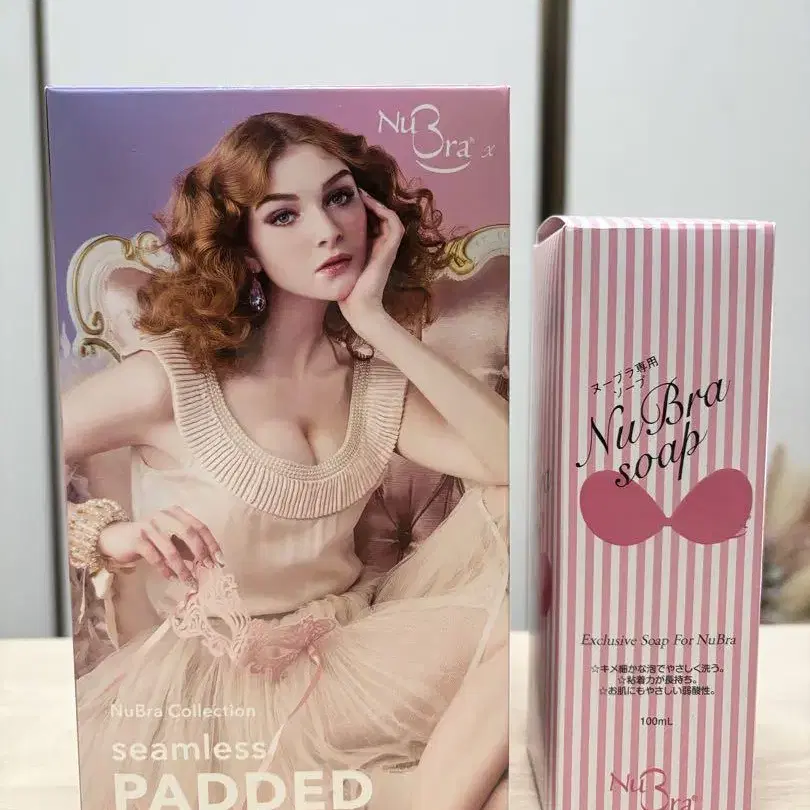 NuBra® x
NuBra Collection
seamless
PADDED
ヌーブラ専用
ソープ
NuBra
soap
Exclusive Soap For NuBra
☆キメ細かな泡でやさしく洗う。
☆粘着力が長持ち。
☆お肌にもやさしい弱酸性。
100mL
NuBra®